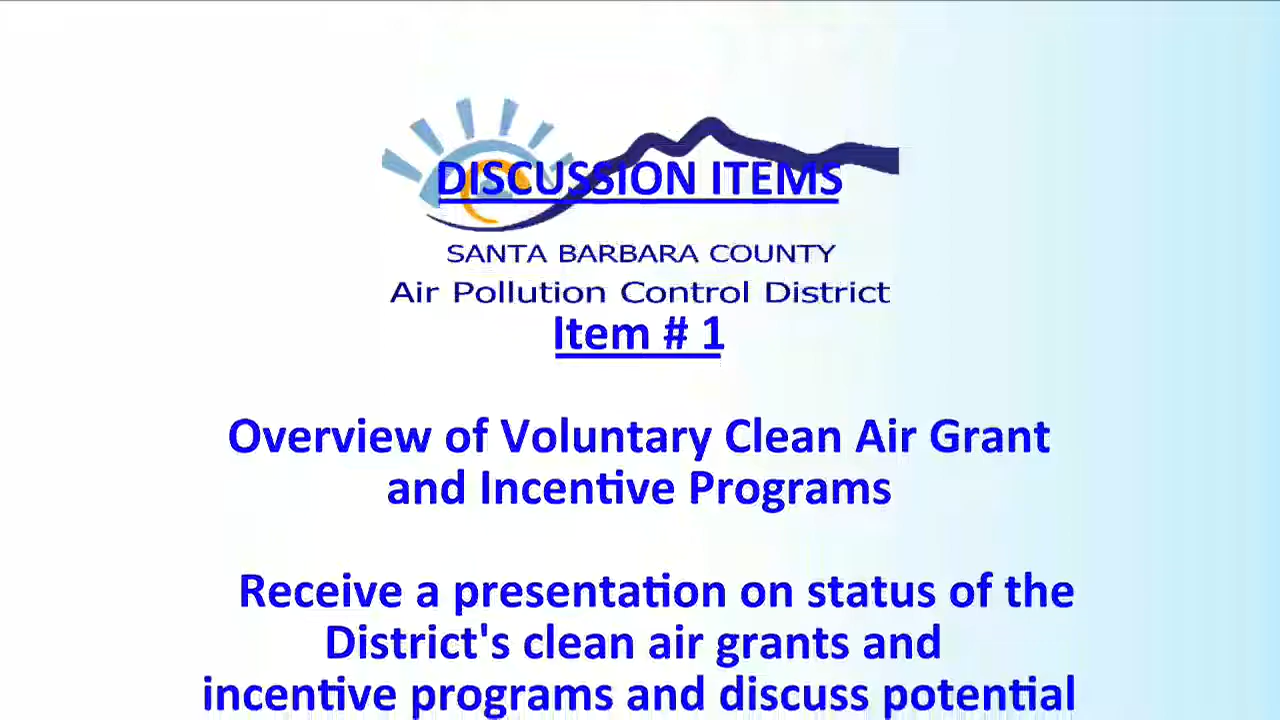 DISCUSSION ITEMS
SANTA BARBARA COUNTY
Air Pollution Control District
Item # 1
Overview of Voluntary Clean Air Grant
and Incentive Programs
Receive a presentation on status of the
District's clean air grants and
incentive programs and discuss potential